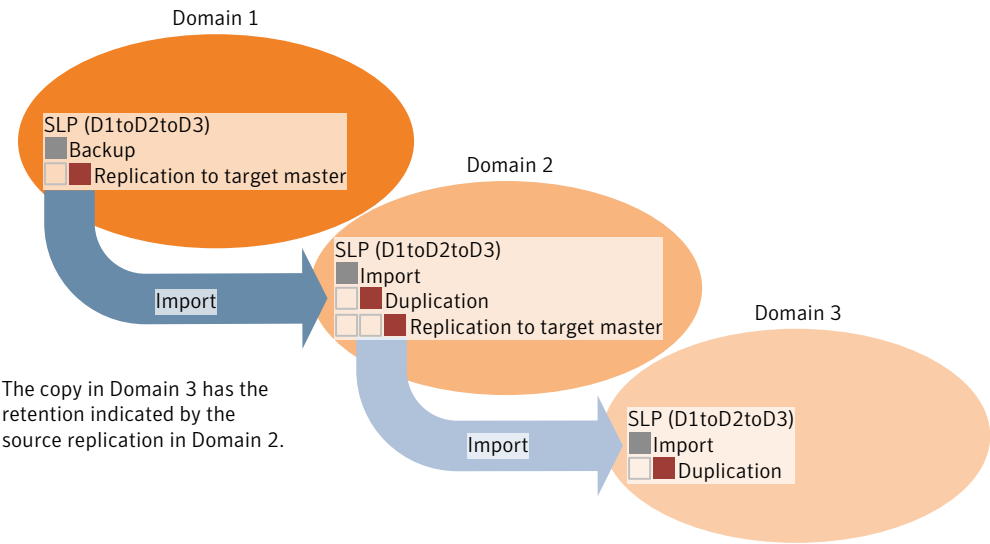 Domain 1
SLP (D1toD2toD3)
Backup
Replication to target master
Import
Domain 2
SLP (D1toD2toD3)
Import
Duplication
Replication to target master
Import
Domain 3
SLP (D1toD2toD3)
Import
Duplication
The copy in Domain 3 has the
retention indicated by the
source replication in Domain 2.